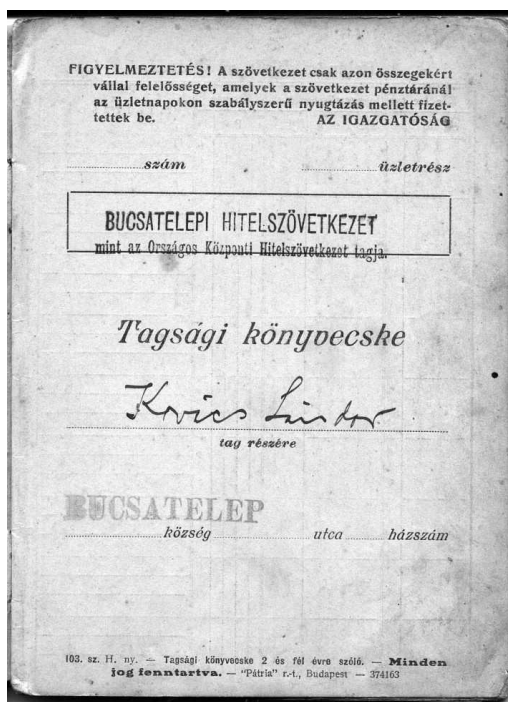 FIGYELMEZTETÉS! A szövetkezet csak azon összegekért
vállal felelősséget, amelyek a szövetkezet pénztáránál
az üzletnapokon szabályszerű nyugtázás mellett fizet-
tettek be. AZ IGAZGATÓSÁG
szám üzletrész
BUCSATELEPI HITELSZÖVETKEZET
mint az Országos Központi Hitelszövetkezet tagja.
Tagsági könyvecske
Kovács Sándor
tag részére
BUCSATELEP
község utca házszám
103. sz. H. ny. — Tagsági könyvecske 2 és fél évre szóló. — Minden
jog fenntartva. — "Pátria" r.-t., Budapest — 374163